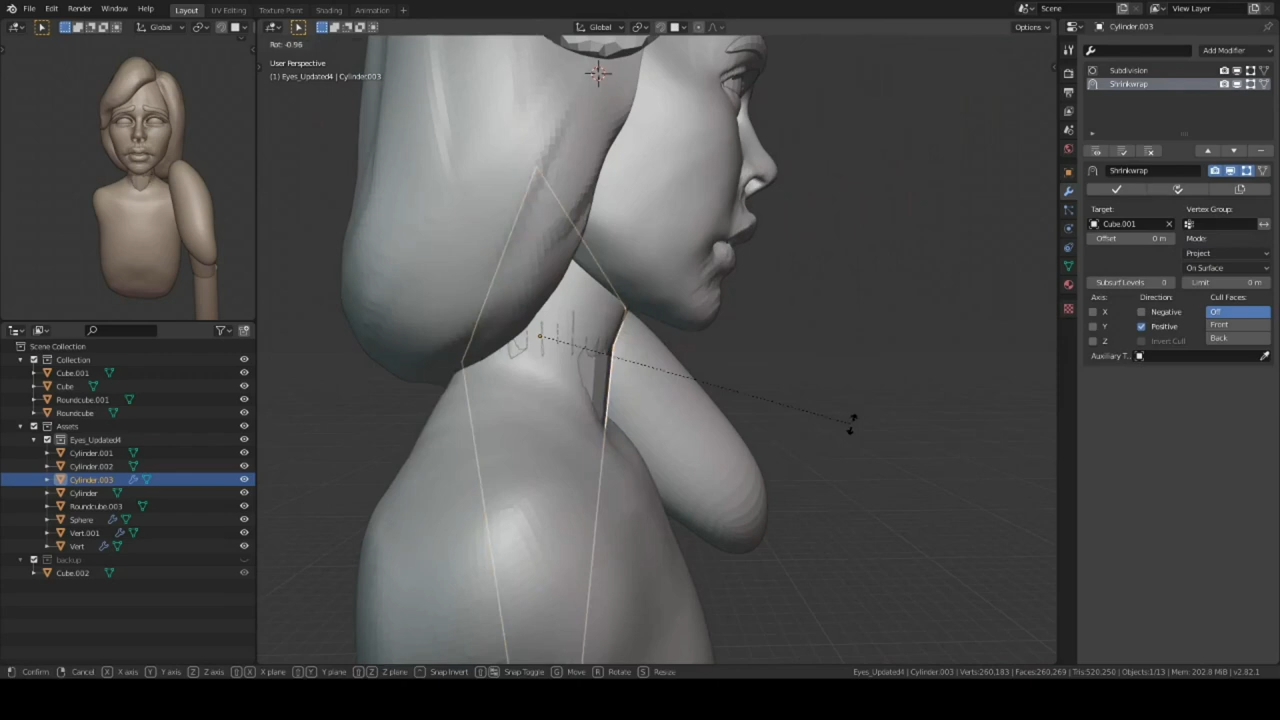 File Edit Render Window Help
Layout UV Editing Texture Paint Shading Animation +
Scene
View Layer
Global
Global
Options
Cylinder.003
Rot: -0.96
User Perspective
(1) Eyes_Updated4 | Cylinder.003
Add Modifier
Subdivision
Shrinkwrap
Shrinkwrap
Target:
Vertex Group:
Cube.001
Offset 0 m
Mode:
Project
On Surface
Subsurf Levels 0
Limit 0 m
Axis:
Direction:
Cull Faces:
X
Negative
Off
Y
Positive
Front
Z
Invert Cull
Back
Auxiliary T...
Scene Collection
Collection
Cube.001
Cube
Roundcube.001
Roundcube
Assets
Eyes_Updated4
Cylinder.001
Cylinder.002
Cylinder.003
Cylinder
Roundcube.003
Sphere
Vert.001
Vert
backup
Cube.002
Confirm Cancel X X axis Y Y axis Z Z axis X X plane Y Y plane Z Z plane Snap Invert Snap Toggle G Move R Rotate S Resize
Eyes_Updated4 | Cylinder.003 | Verts:260,183 | Faces:260,269 | Tris:520,250 | Objects:1/13 | Mem: 202.8 MiB | v2.82.1